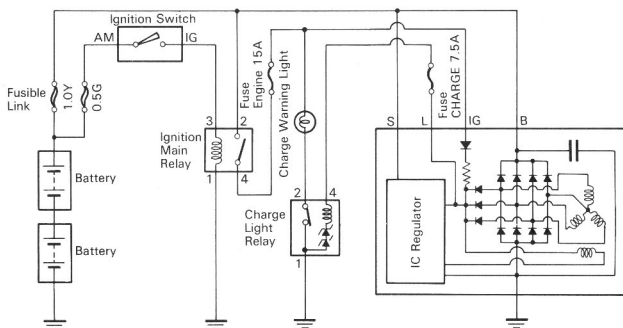 Ignition Switch
AM
IG
Fusible
Link
1.0Y
0.5G
Fuse
Engine 15A
Charge Warning Light
Fuse
CHARGE 7.5A
3
2
Ignition
Main
Relay
1
4
S
L
IG
B
Battery
Battery
2
4
Charge
Light
Relay
1
IC Regulator